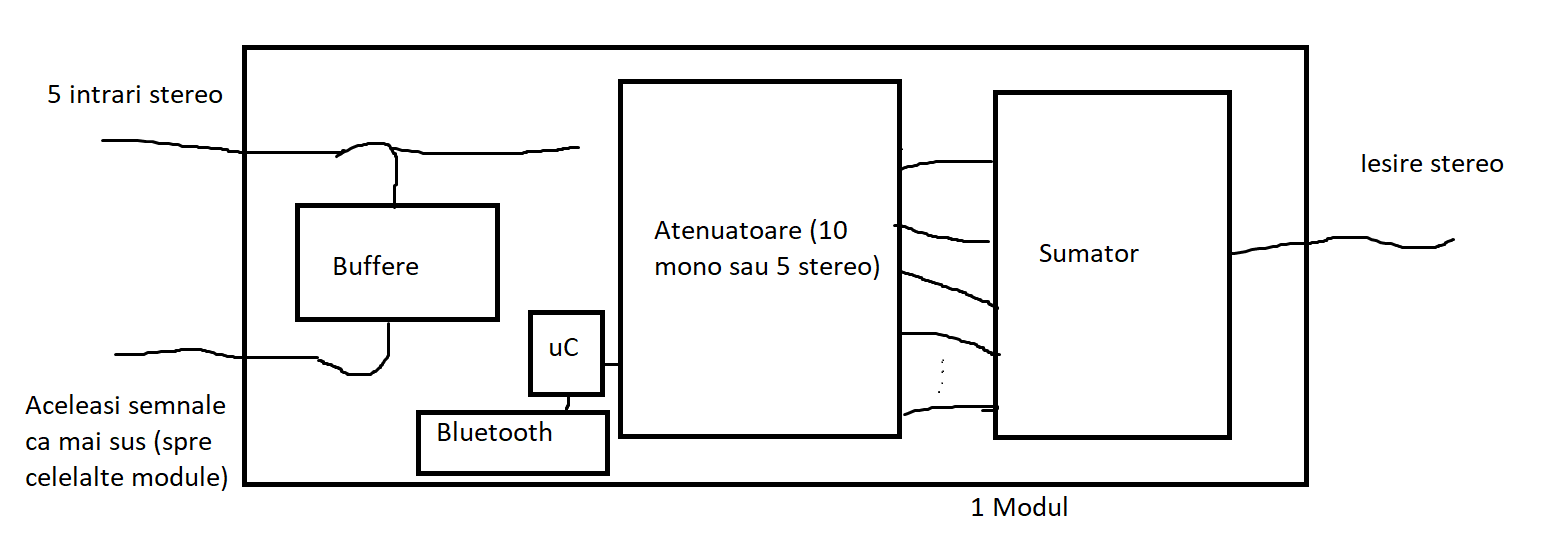 5 intrari stereo
Iesire stereo
Atenuatoare (10
mono sau 5 stereo)
Sumator
Buffere
uC
Bluetooth
Aceleasi semnale
ca mai sus (spre
celelalte module)
1 Modul